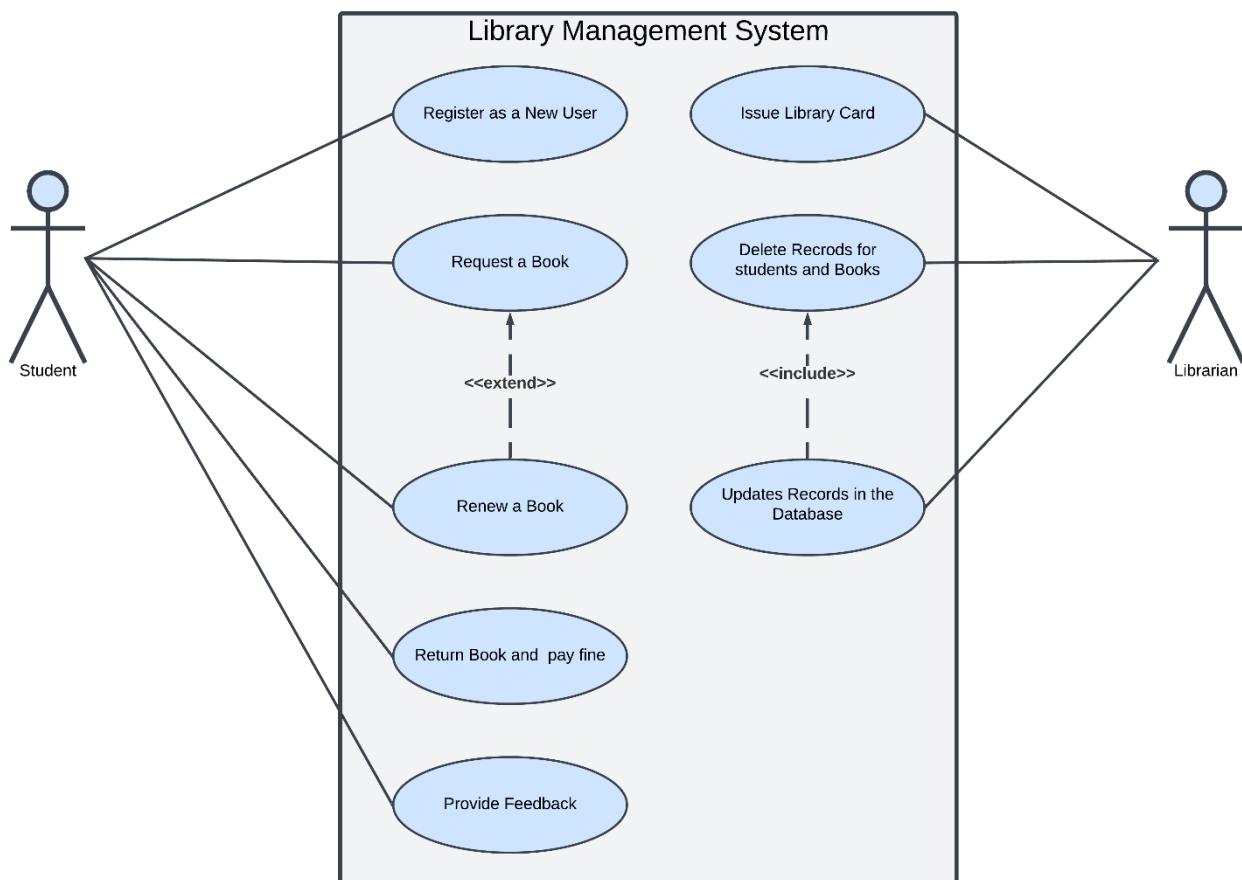 Library Management System
Register as a New User
Issue Library Card
Request a Book
Delete Recrods for
students and Books
Student
<<extend>>
<<include>>
Librarian
Renew a Book
Updates Records in the
Database
Return Book and  pay fine
Provide Feedback